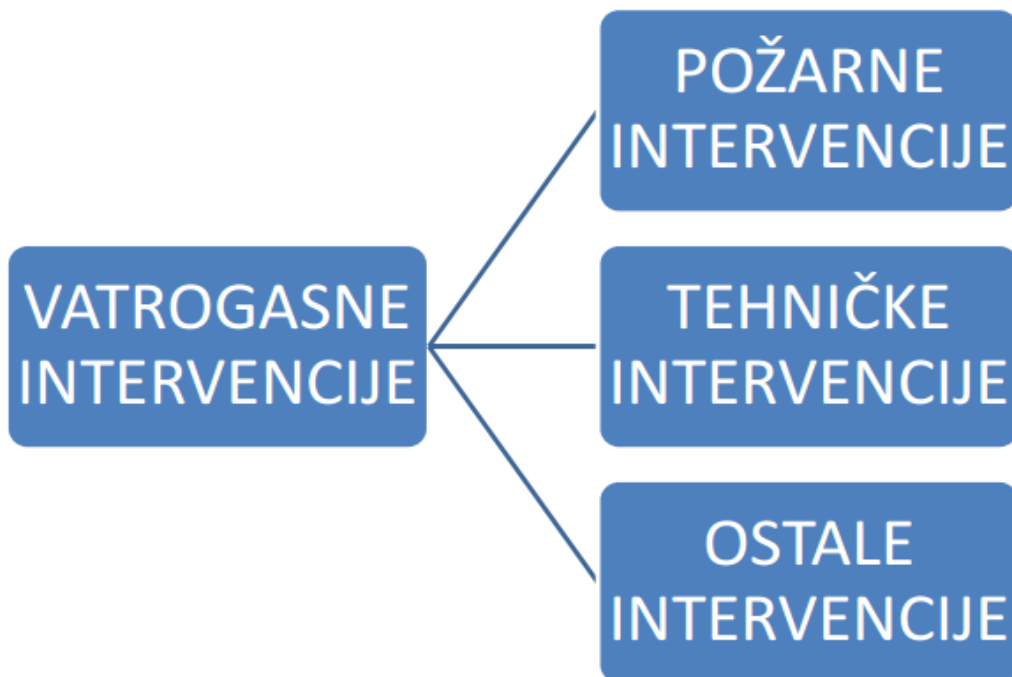 VATROGASNE
INTERVENCIJE
POŽARNE
INTERVENCIJE
TEHNIČKE
INTERVENCIJE
OSTALE
INTERVENCIJE